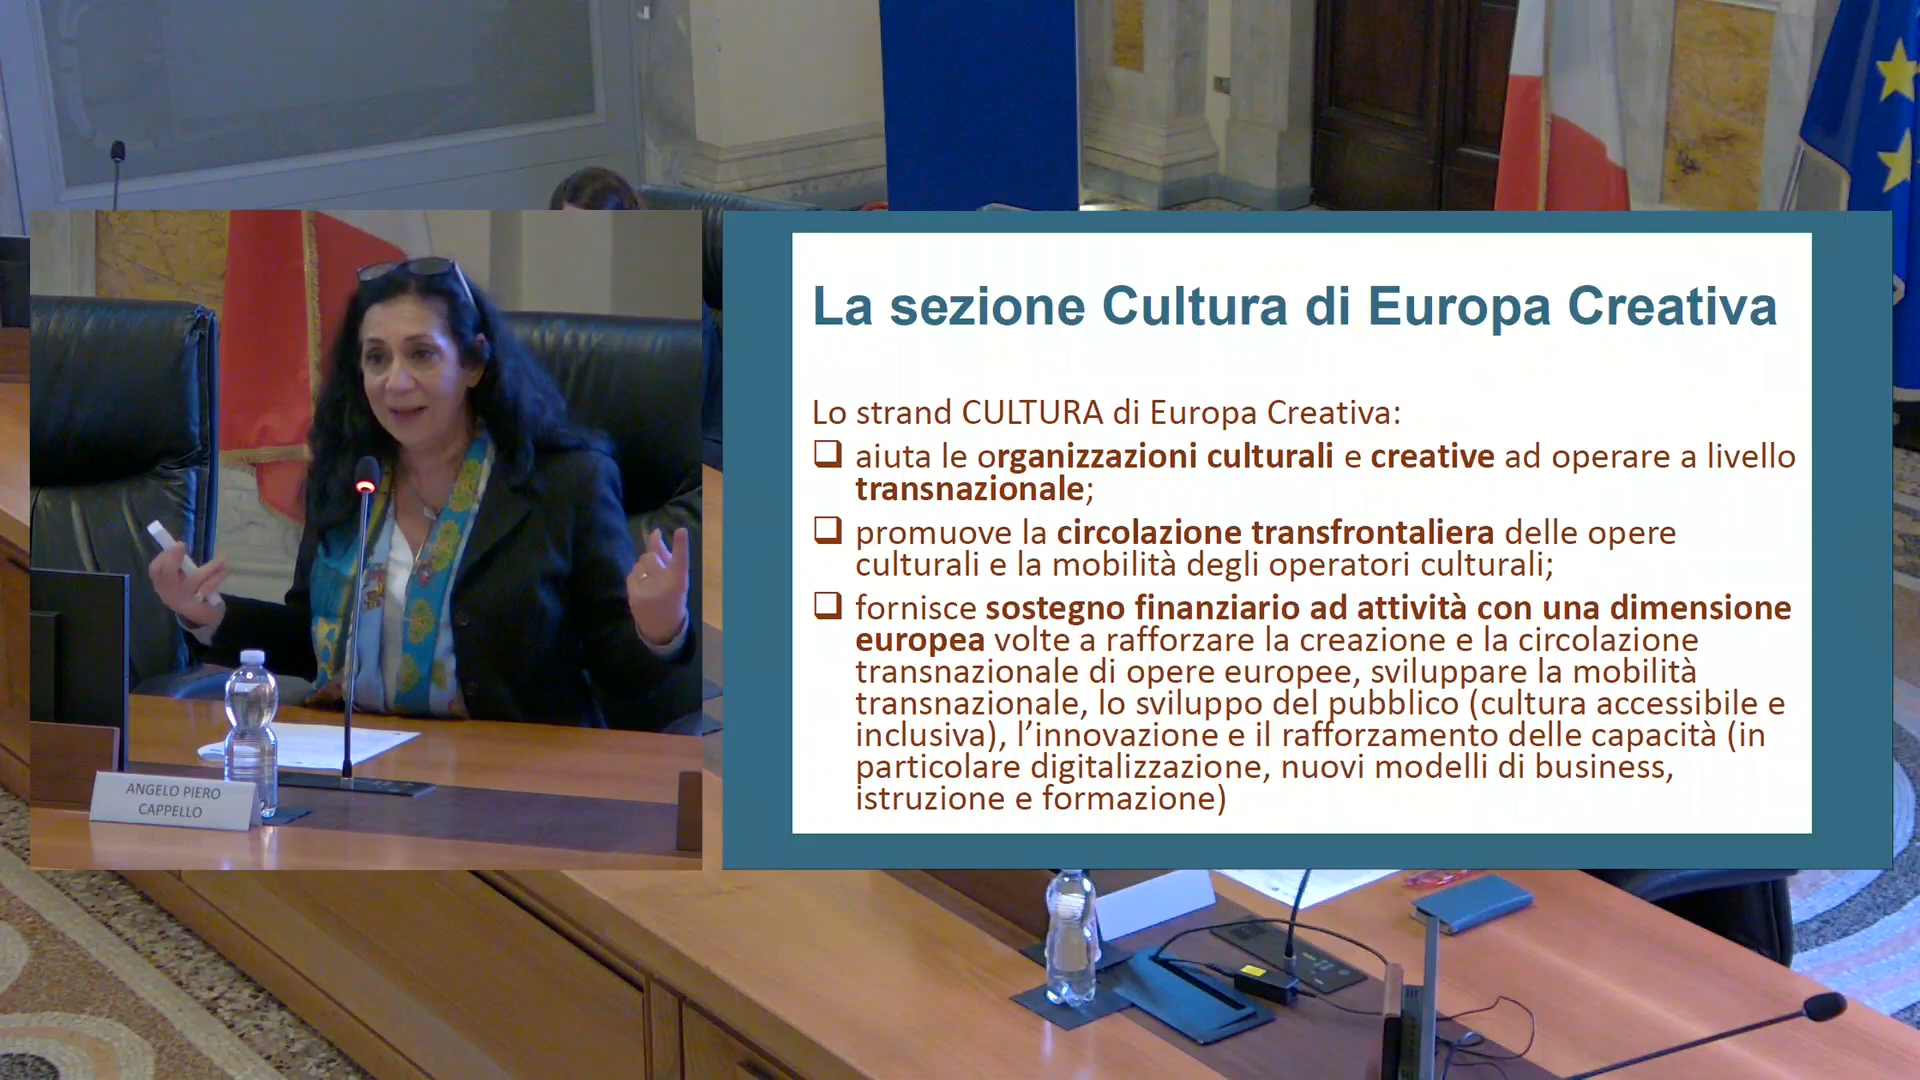 ANGELO PIERO
CAPPELLO
La sezione Cultura di Europa Creativa
Lo strand CULTURA di Europa Creativa:
aiuta le organizzazioni culturali e creative ad operare a livello
transnazionale;
promuove la circolazione transfrontaliera delle opere
culturali e la mobilità degli operatori culturali;
fornisce sostegno finanziario ad attività con una dimensione
europea volte a rafforzare la creazione e la circolazione
transnazionale di opere europee, sviluppare la mobilità
transnazionale, lo sviluppo del pubblico (cultura accessibile e
inclusiva), l’innovazione e il rafforzamento delle capacità (in
particolare digitalizzazione, nuovi modelli di business,
istruzione e formazione)